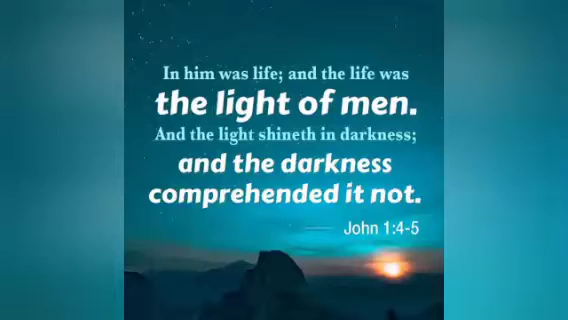 In him was life; and the life was
the light of men.
And the light shineth in darkness;
and the darkness
comprehended it not.
John 1:4-5